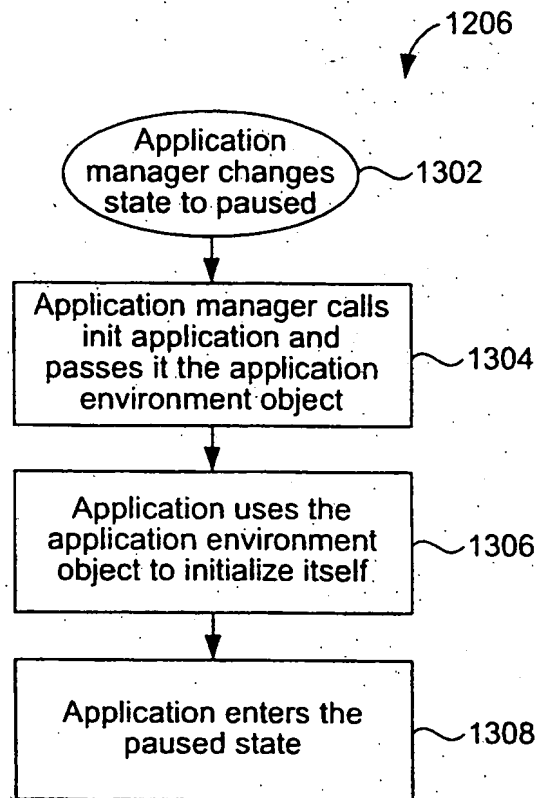 1206
Application
manager changes
state to paused
1302
Application manager calls
init application and
passes it the application
environment object
1304
Application uses the
application environment
object to initialize itself
1306
Application enters the
paused state
1308